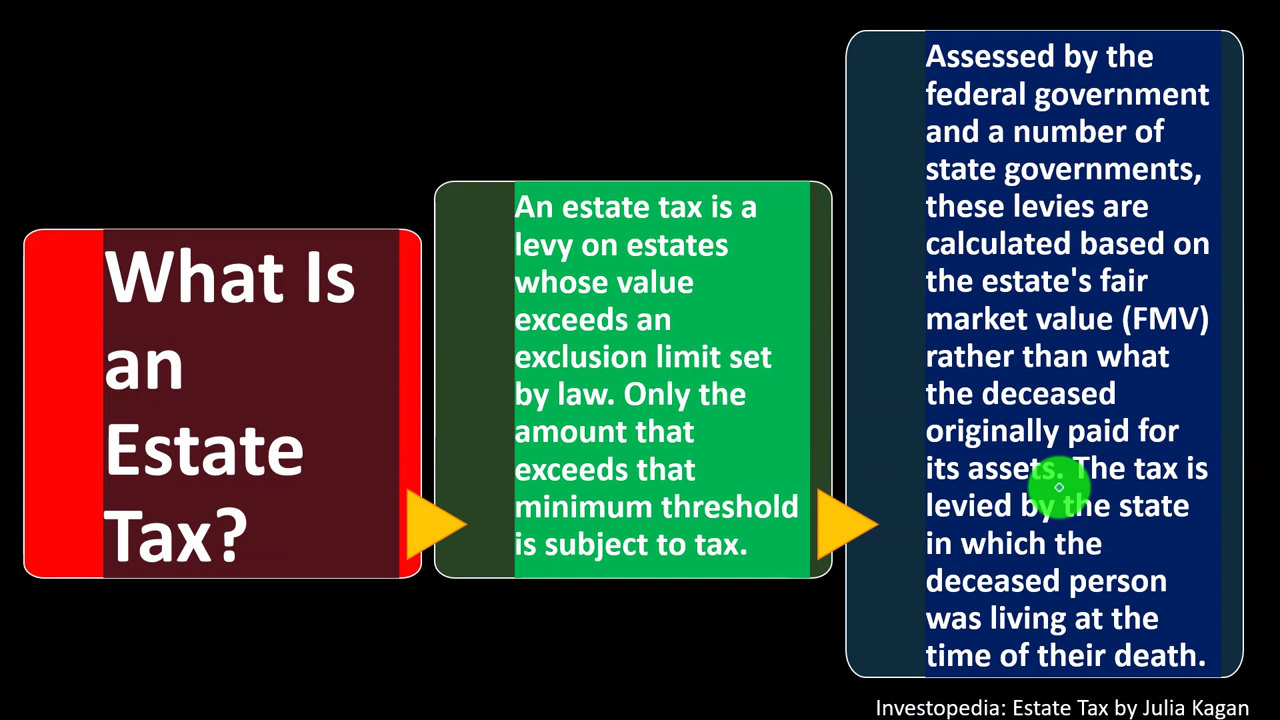 What Is
an
Estate
Tax?
An estate tax is a
levy on estates
whose value
exceeds an
exclusion limit set
by law. Only the
amount that
exceeds that
minimum threshold
is subject to tax.
Assessed by the
federal government
and a number of
state governments,
these levies are
calculated based on
the estate's fair
market value (FMV)
rather than what
the deceased
originally paid for
its assets. The tax is
levied by the state
in which the
deceased person
was living at the
time of their death.
Investopedia: Estate Tax by Julia Kagan